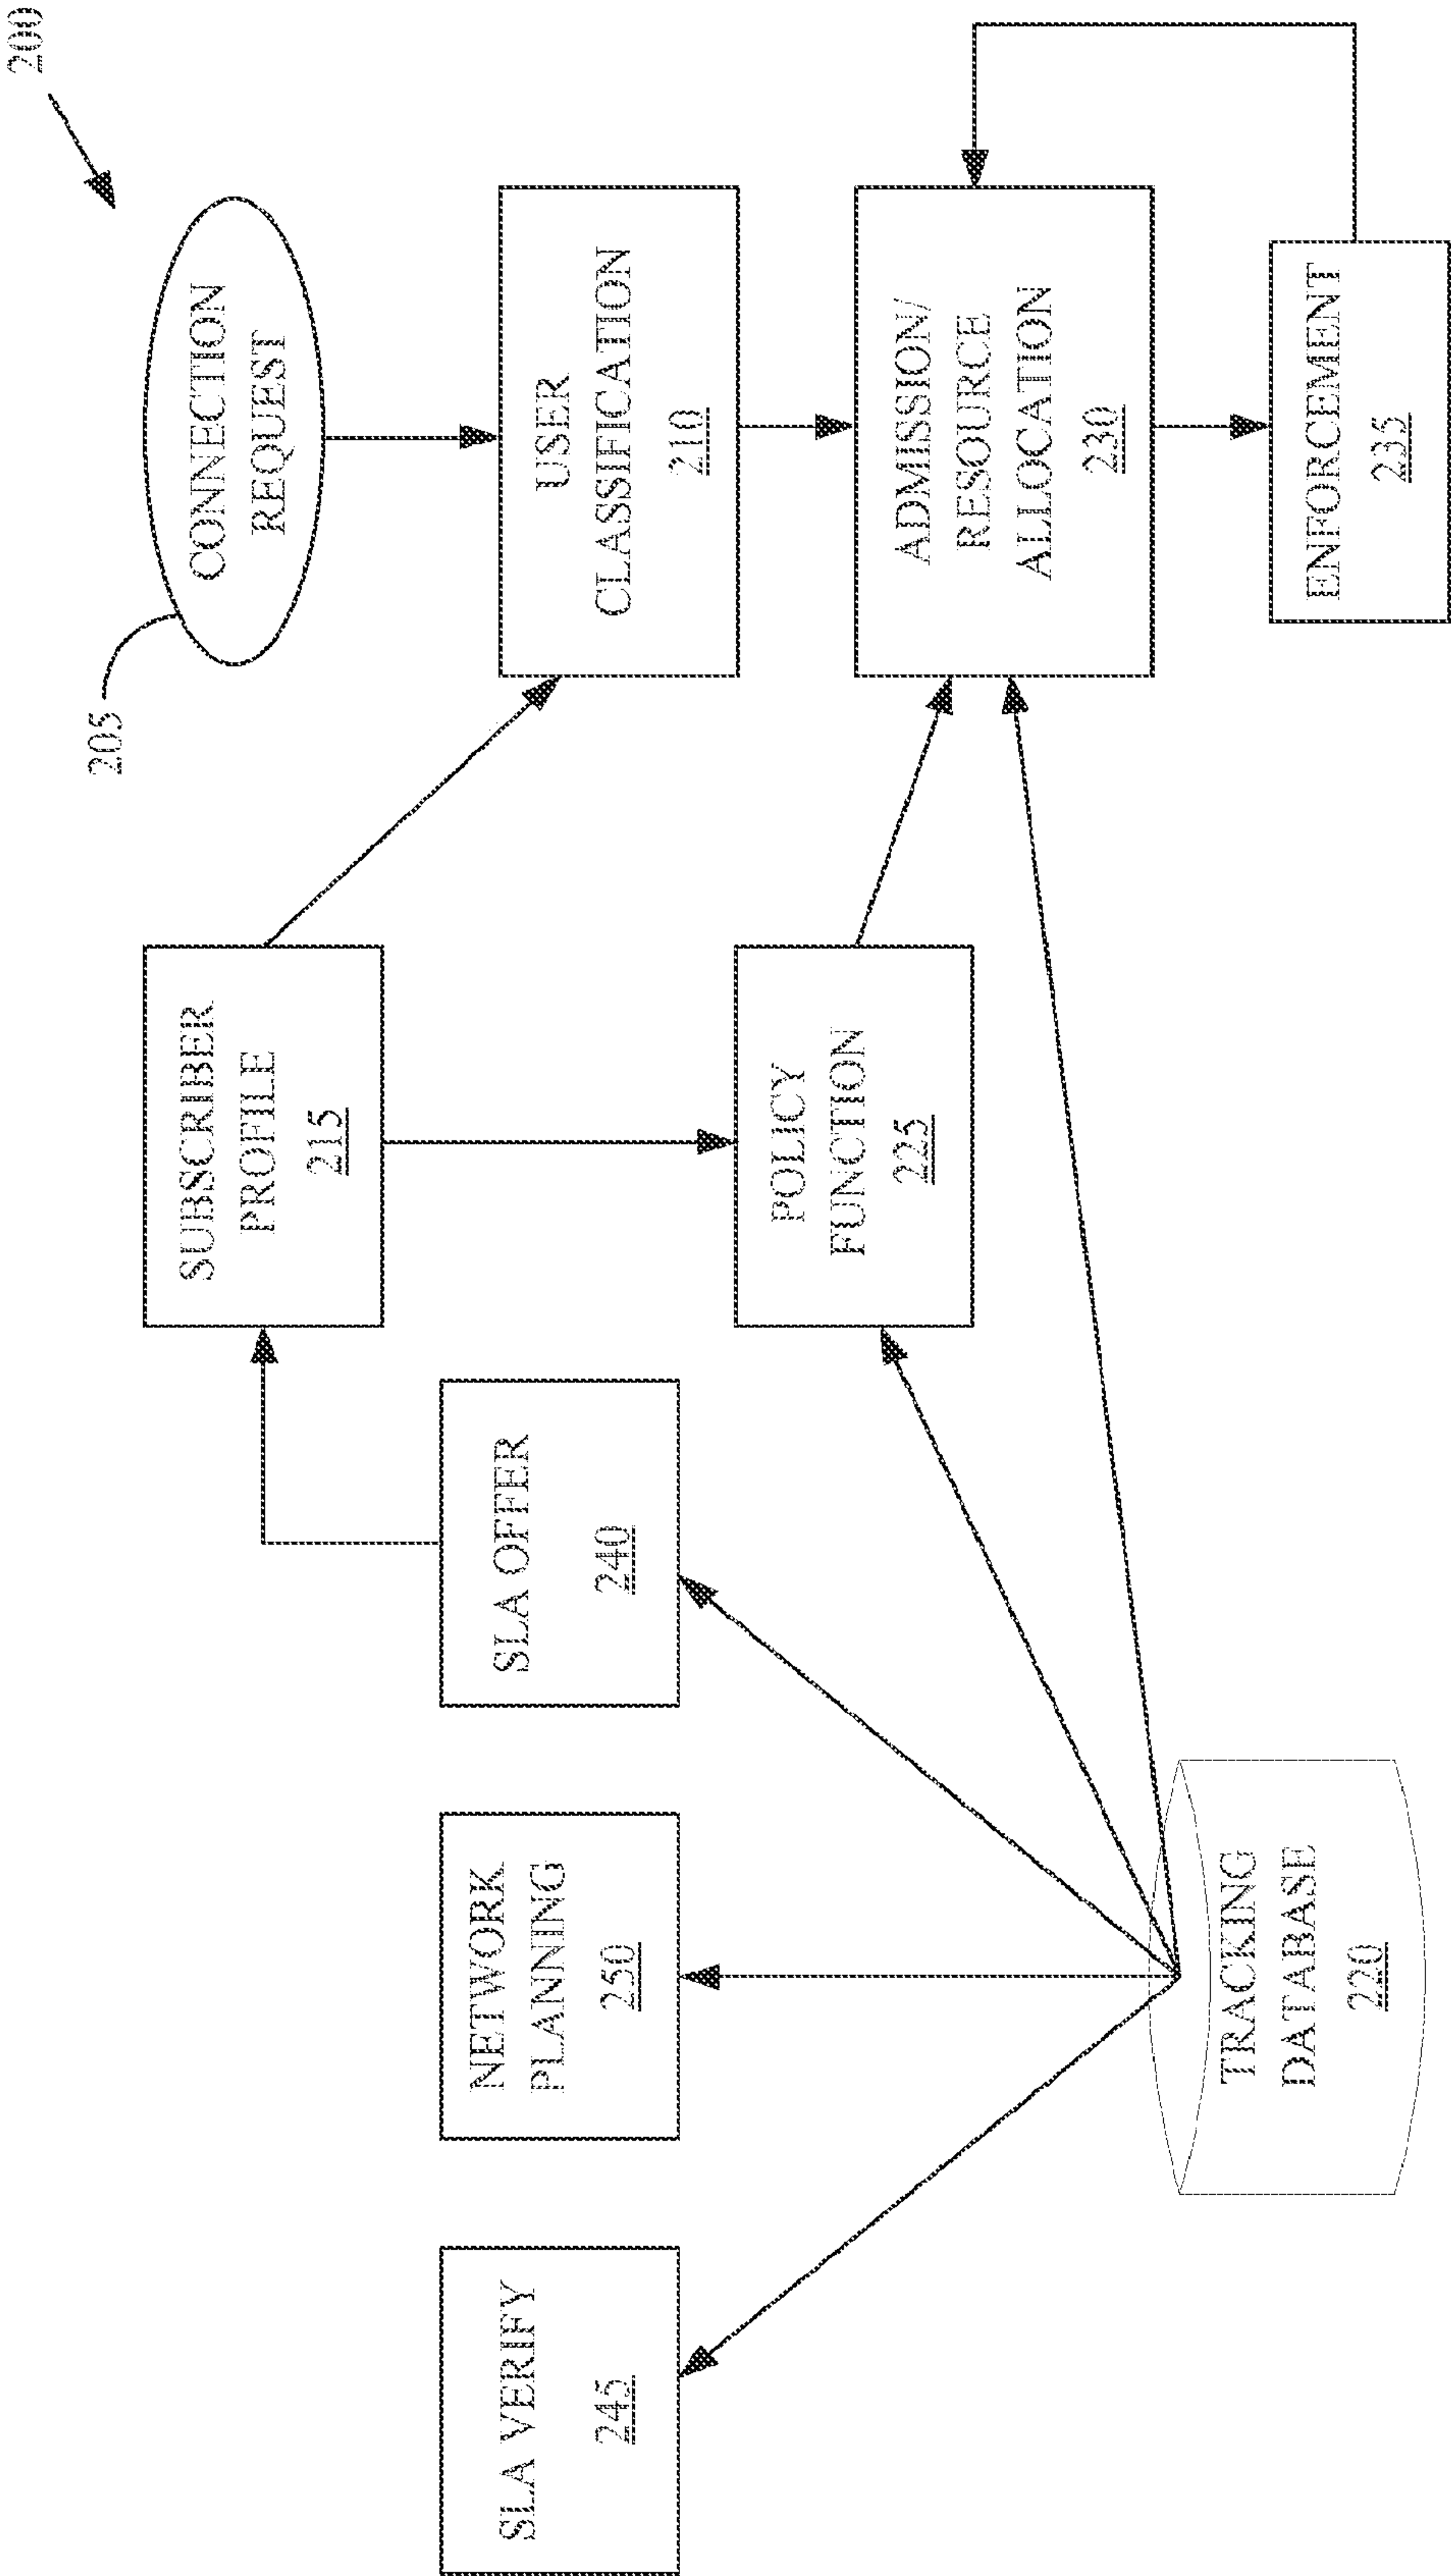 200
205
CONNECTION
REQUEST
SUBSCRIBER
PROFILE
215
USER
CLASSIFICATION
210
SLA VERIFY
245
NETWORK
PLANNING
250
SLA OFFER
240
POLICY
FUNCTION
225
ADMISSION/
RESOURCE
ALLOCATION
230
TRACKING
DATABASE
220
ENFORCEMENT
235